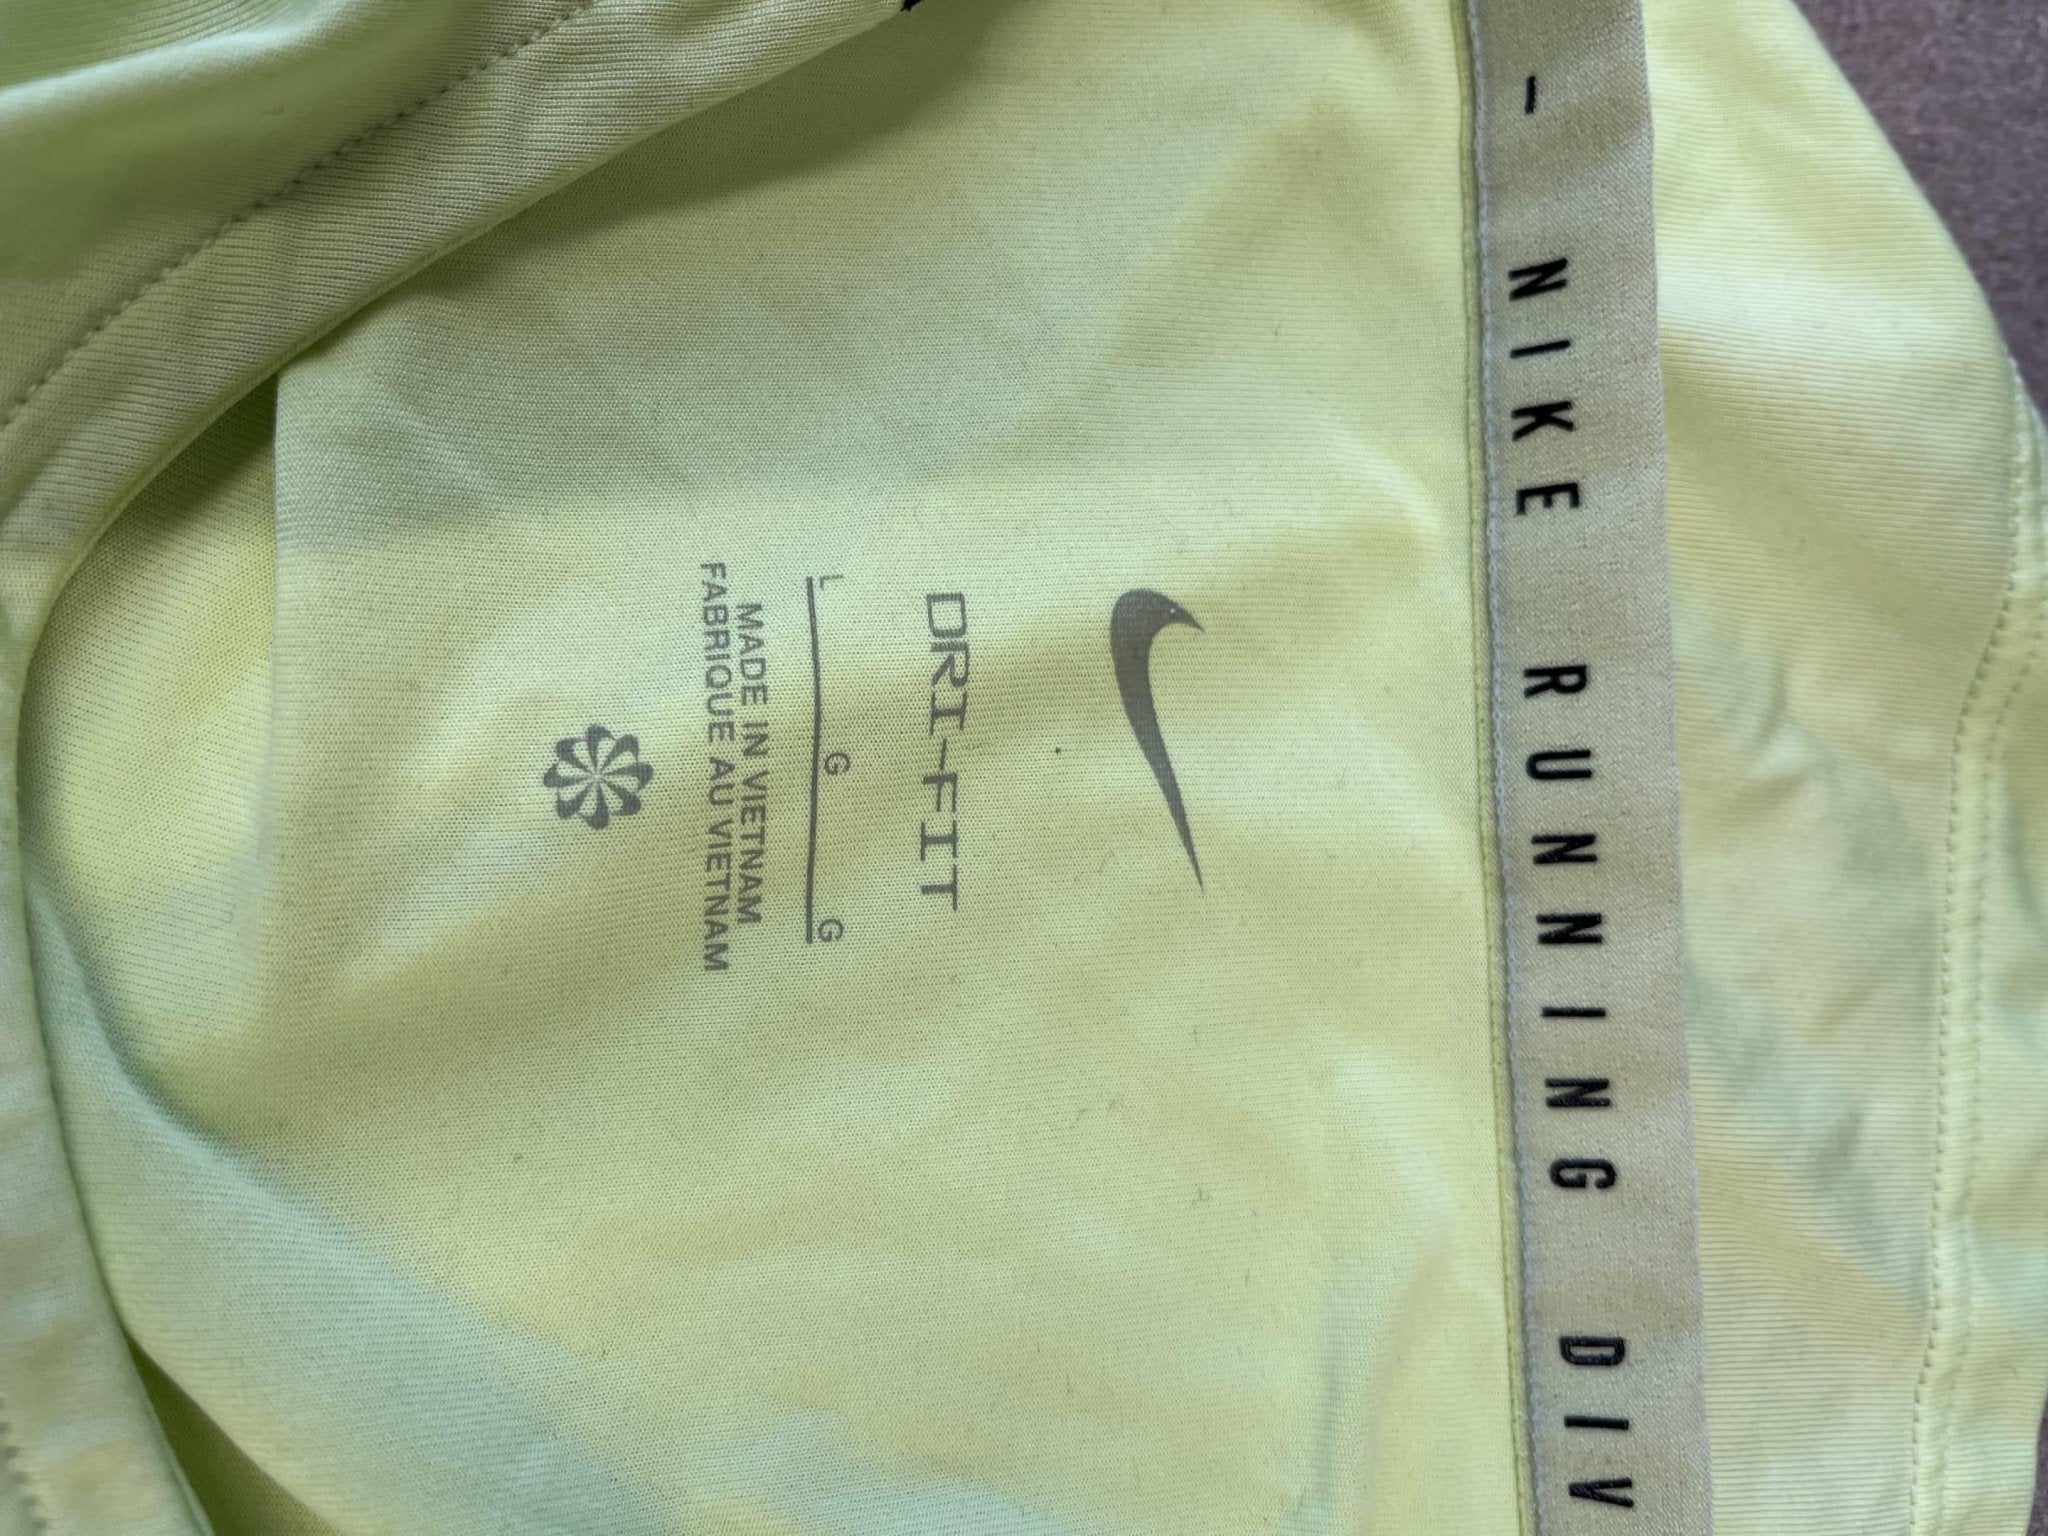 - NIKE RUNNING DIV
DRI-FIT
L G G
MADE IN VIETNAM
FABRIQUE AU VIETNAM